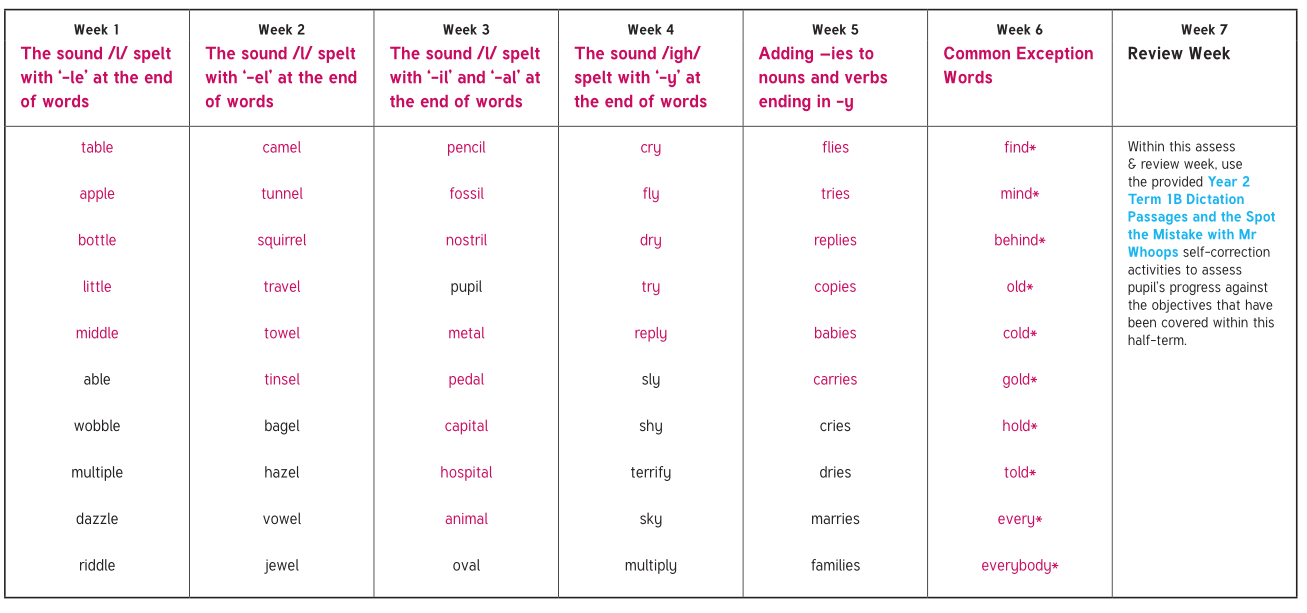 Week 1
The sound /l/ spelt
with ‘-le’ at the end
of words
table
apple
bottle
little
middle
able
wobble
multiple
dazzle
riddle
Week 2
The sound /l/ spelt
with ‘-el’ at the end
of words
camel
tunnel
squirrel
travel
towel
tinsel
bagel
hazel
vowel
jewel
Week 3
The sound /l/ spelt
with ‘-il’ and ‘-al’ at
the end of words
pencil
fossil
nostril
pupil
metal
pedal
capital
hospital
animal
oval
Week 4
The sound /igh/
spelt with ‘-y’ at
the end of words
cry
fly
dry
try
reply
sly
shy
terrify
sky
multiply
Week 5
Adding –ies to
nouns and verbs
ending in -y
flies
tries
replies
copies
babies
carries
cries
dries
marries
families
Week 6
Common Exception
Words
find*
mind*
behind*
old*
cold*
gold*
hold*
told*
every*
everybody*
Week 7
Review Week
Within this assess
& review week, use
the provided Year 2
Term 1B Dictation
Passages and the Spot
the Mistake with Mr
Whoops self-correction
activities to assess
pupil's progress against
the objectives that have
been covered within this
half-term.